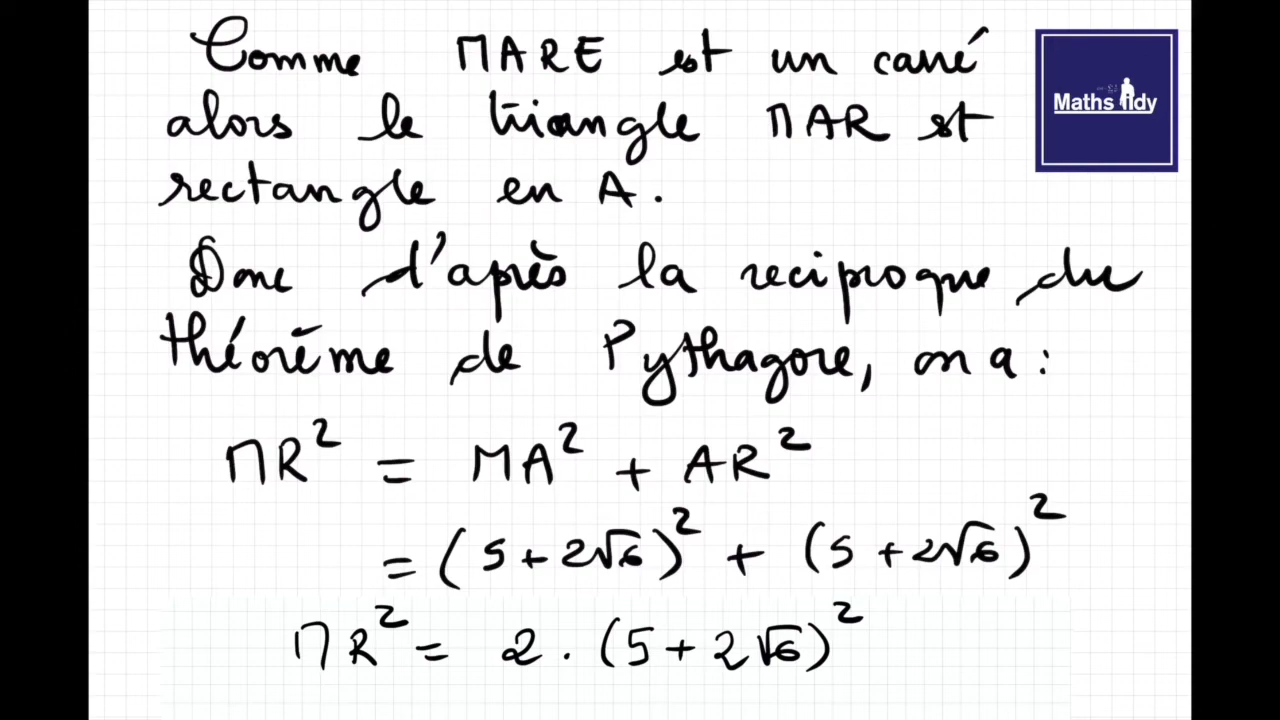 Comme MARE est un carré
alors le triangle MAR est
rectangle en A.
Donc d'après la reciproque du
théorème de Pythagore, on a :
MR² = MA² + AR²
= (5 + 2√6)² + (5 + 2√6)²
MR² = 2 . (5 + 2√6)²
Maths Tidy